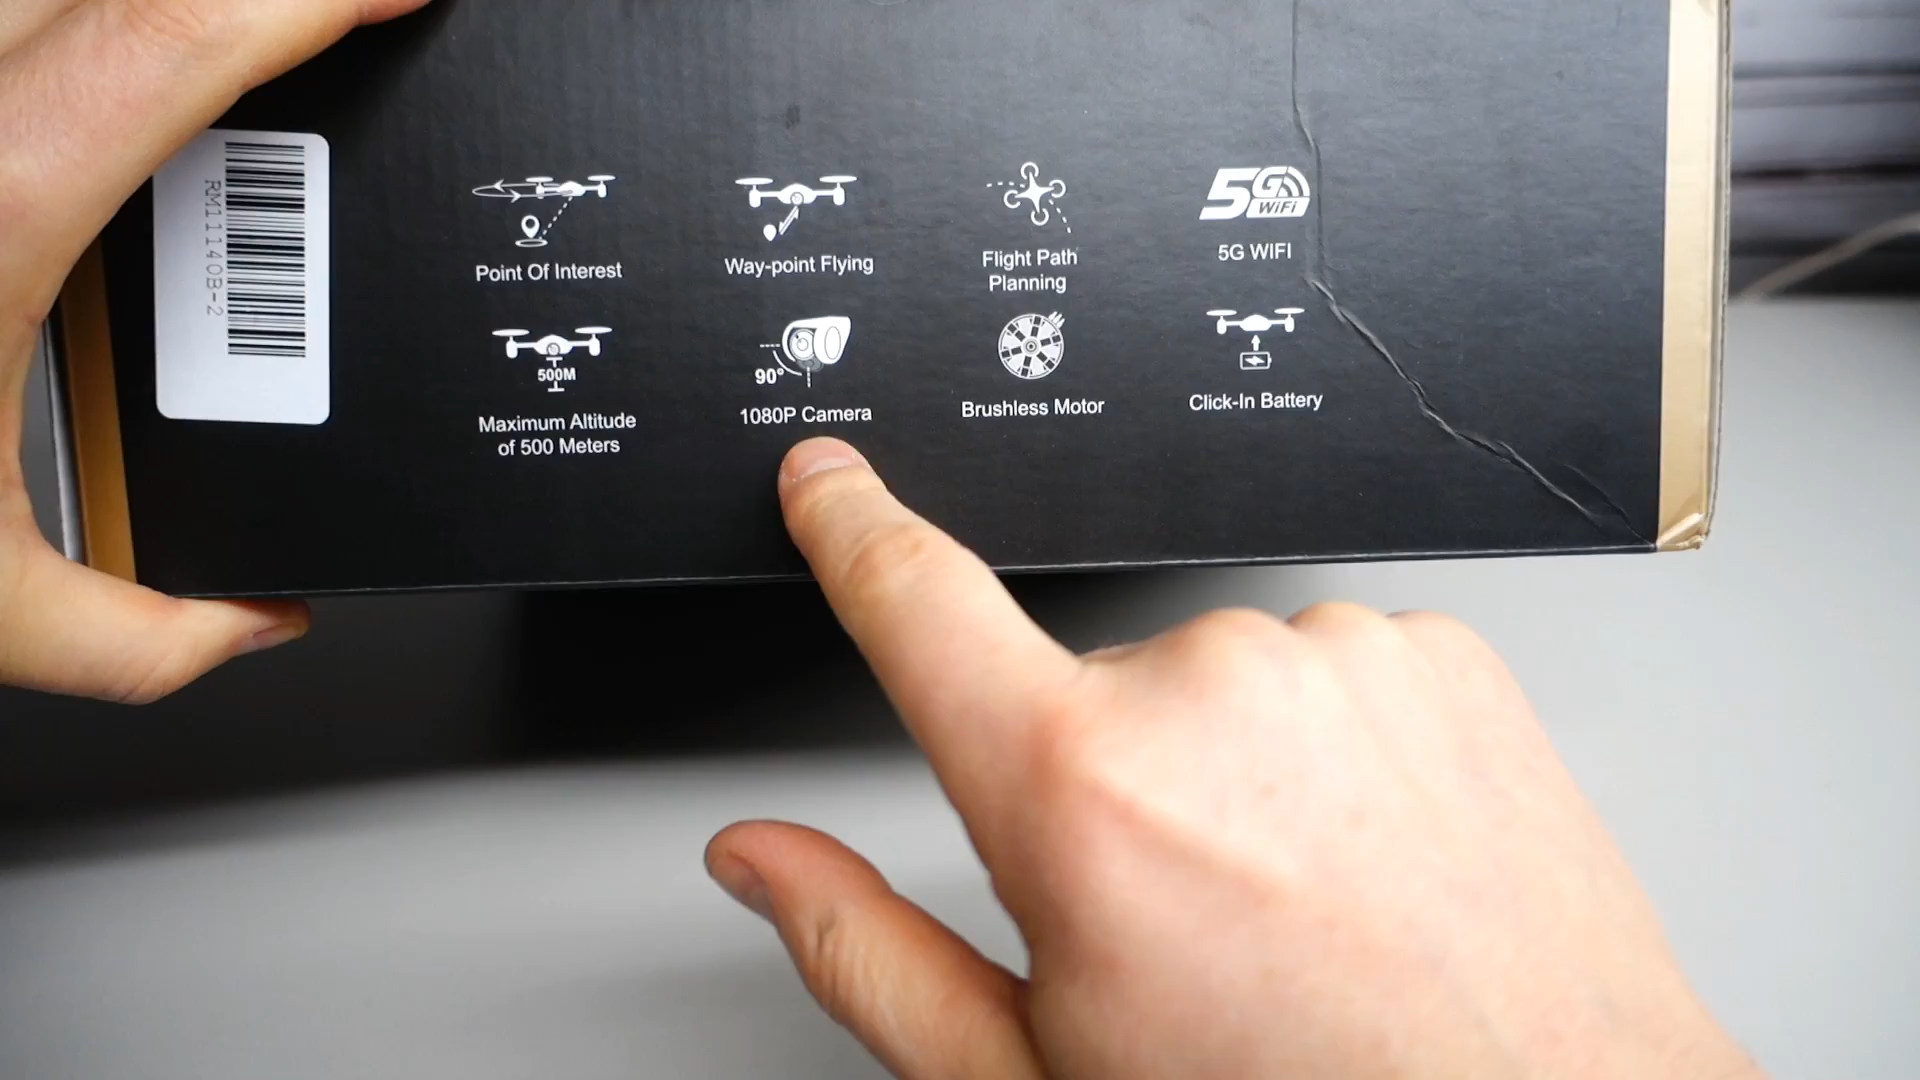 RM11140B-2
Point Of Interest
Way-point Flying
Flight Path
Planning
5G WiFi
5G WIFI
500M
Maximum Altitude
of 500 Meters
90°
1080P Camera
Brushless Motor
Click-In Battery